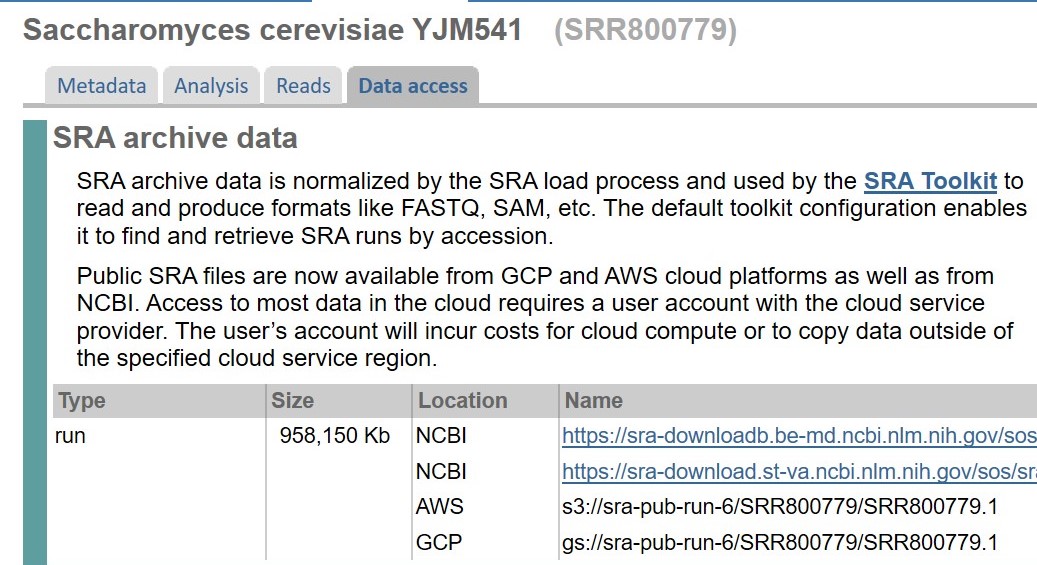 Saccharomyces cerevisiae YJM541 (SRR800779)
Metadata Analysis Reads Data access
SRA archive data
SRA archive data is normalized by the SRA load process and used by the SRA Toolkit to
read and produce formats like FASTQ, SAM, etc. The default toolkit configuration enables
it to find and retrieve SRA runs by accession.
Public SRA files are now available from GCP and AWS cloud platforms as well as from
NCBI. Access to most data in the cloud requires a user account with the cloud service
provider. The user’s account will incur costs for cloud compute or to copy data outside of
the specified cloud service region.
Type Size Location Name
run 958,150 Kb NCBI https://sra-downloadb.be-md.ncbi.nlm.nih.gov/sos
NCBI https://sra-download.st-va.ncbi.nlm.nih.gov/sos/sra
AWS s3://sra-pub-run-6/SRR800779/SRR800779.1
GCP gs://sra-pub-run-6/SRR800779/SRR800779.1